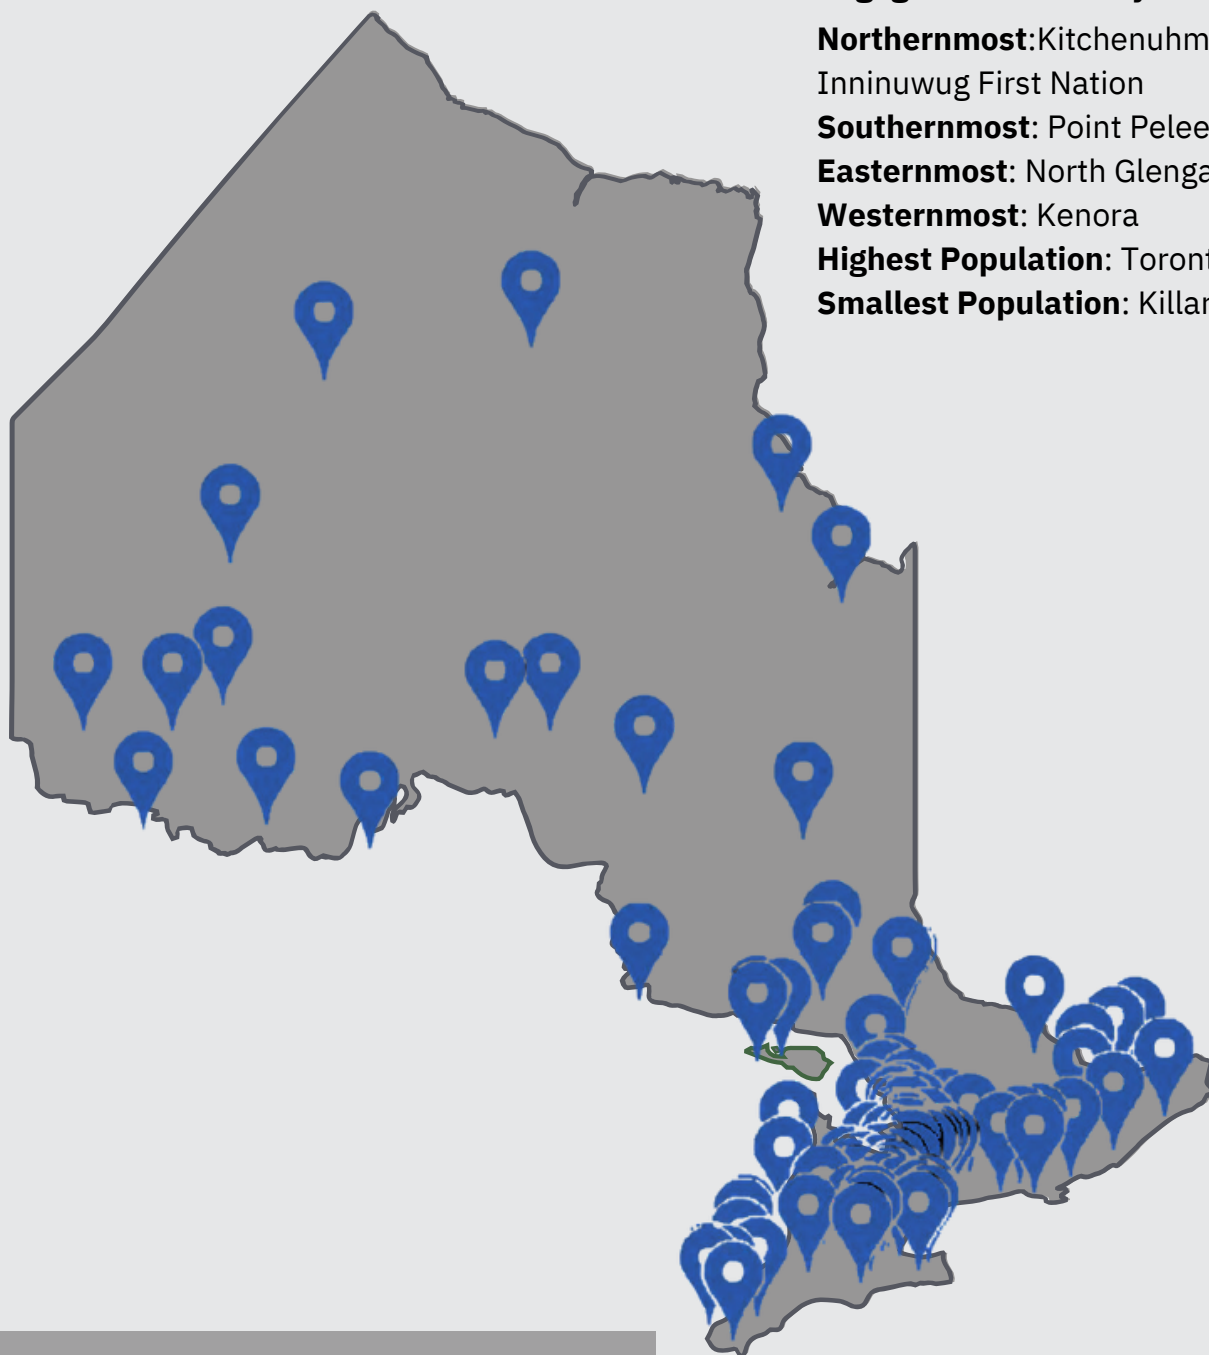 Northernmost:Kitchenuhm
Inninuwug First Nation
Southernmost: Point Pelee
Easternmost: North Glenga
Westernmost: Kenora
Highest Population: Toront
Smallest Population: Killar